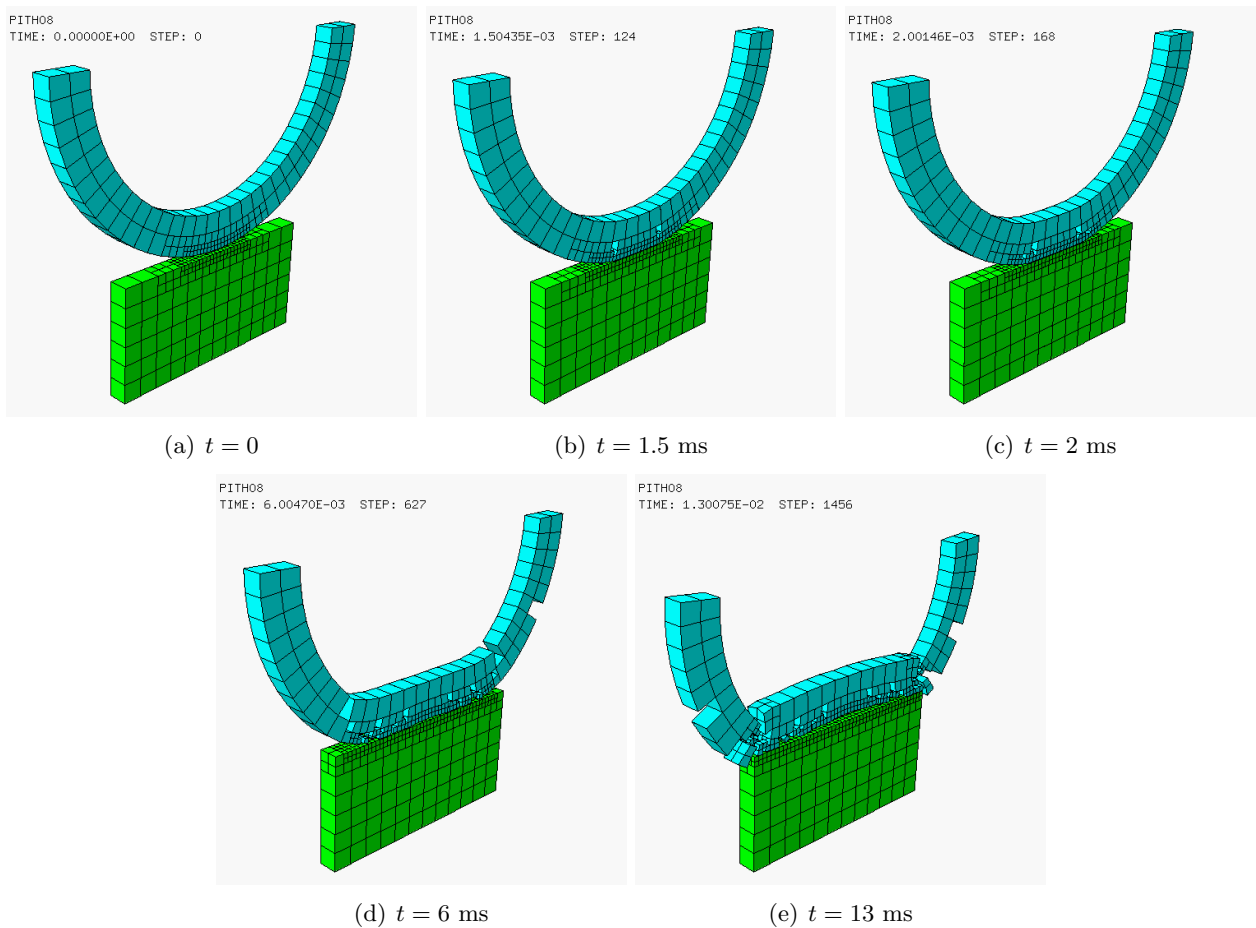 PITH08
TIME: 0.00000E+00 STEP: 0
PITH08
TIME: 1.50435E-03 STEP: 124
PITH08
TIME: 2.00146E-03 STEP: 168
(a) t = 0
(b) t = 1.5 ms
(c) t = 2 ms
PITH08
TIME: 6.00470E-03 STEP: 627
PITH08
TIME: 1.30075E-02 STEP: 1456
(d) t = 6 ms
(e) t = 13 ms